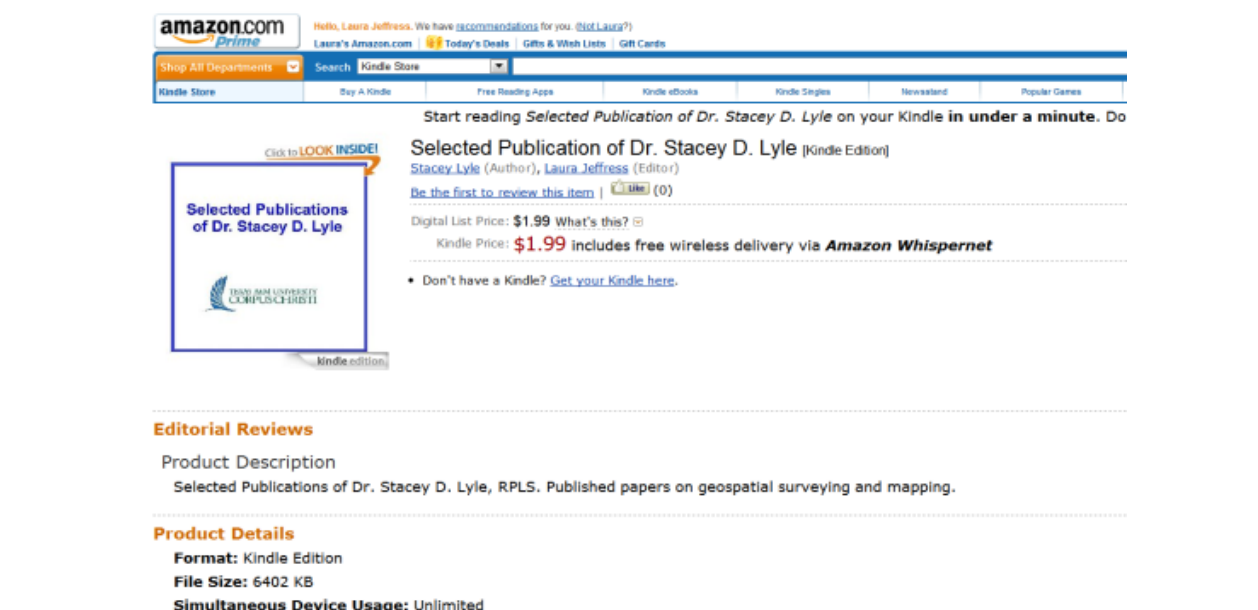 amazon.com
Prime
Hello, Laura Jeffress. We have recommendations for you. (Not Laura?)
Laura's Amazon.com | Today's Deals | Gifts & Wish Lists | Gift Cards
Shop All Departments Search Kindle Store
Kindle Store Buy A Kindle Free Reading Apps Kindle eBooks Kindle Singles Newsstand Popular Games
Start reading Selected Publication of Dr. Stacey D. Lyle on your Kindle in under a minute. Do
Click to LOOK INSIDE!
Selected Publications
of Dr. Stacey D. Lyle
TEXAS A&M UNIVERSITY
CORPUS CHRISTI
kindle edition
Selected Publication of Dr. Stacey D. Lyle [Kindle Edition]
Stacey Lyle (Author), Laura Jeffress (Editor)
Be the first to review this item | Like (0)
Digital List Price: $1.99 What's this?
Kindle Price: $1.99 includes free wireless delivery via Amazon Whispernet
• Don't have a Kindle? Get your Kindle here.
Editorial Reviews
Product Description
Selected Publications of Dr. Stacey D. Lyle, RPLS. Published papers on geospatial surveying and mapping.
Product Details
Format: Kindle Edition
File Size: 6402 KB
Simultaneous Device Usage: Unlimited